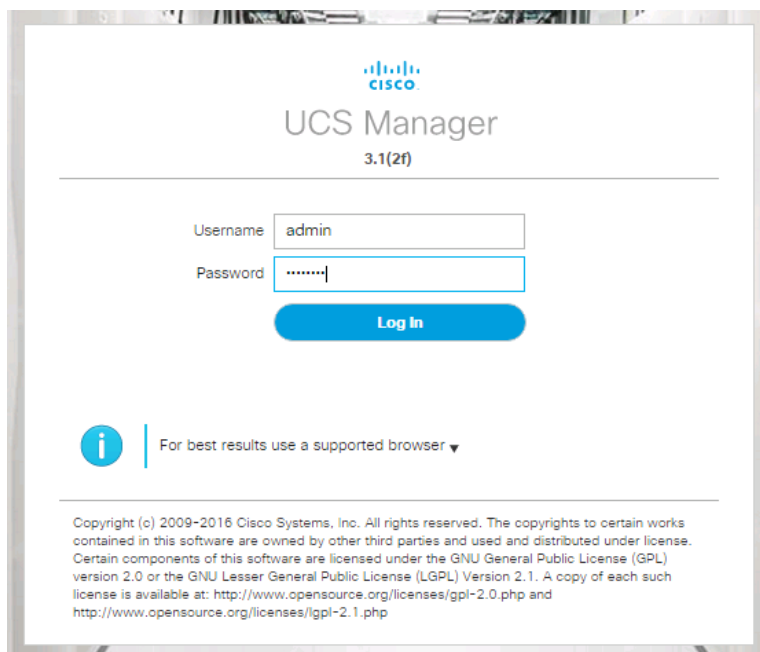 CISCO
UCS Manager
3.1(2f)
Username admin
Password ········
Log In
i
For best results use a supported browser ▾
Copyright (c) 2009-2016 Cisco Systems, Inc. All rights reserved. The copyrights to certain works
contained in this software are owned by other third parties and used and distributed under license.
Certain components of this software are licensed under the GNU General Public License (GPL)
version 2.0 or the GNU Lesser General Public License (LGPL) Version 2.1. A copy of each such
license is available at: http://www.opensource.org/licenses/gpl-2.0.php and
http://www.opensource.org/licenses/lgpl-2.1.php